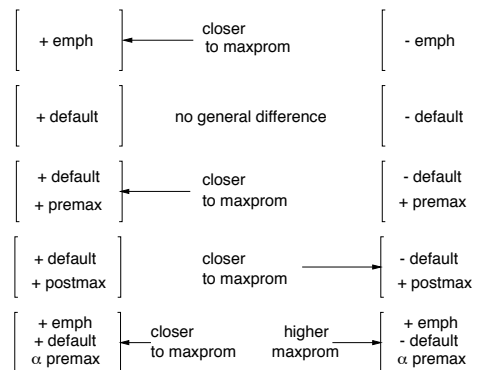 + emph
closer
to maxprom
- emph
+ default
no general difference
- default
+ default
+ premax
closer
to maxprom
- default
+ premax
+ default
+ postmax
closer
to maxprom
- default
+ postmax
+ emph
+ default
α premax
closer
to maxprom
higher
maxprom
+ emph
- default
α premax